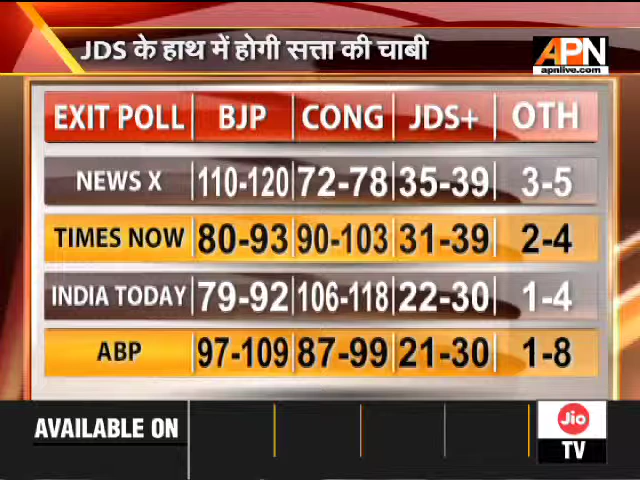 JDS के हाथ में होगी सत्ता की चाबी
APN
apnlive.com
EXIT POLL BJP CONG JDS+ OTH
NEWS X 110-120 72-78 35-39 3-5
TIMES NOW 80-93 90-103 31-39 2-4
INDIA TODAY 79-92 106-118 22-30 1-4
ABP 97-109 87-99 21-30 1-8
AVAILABLE ON
Jio
TV